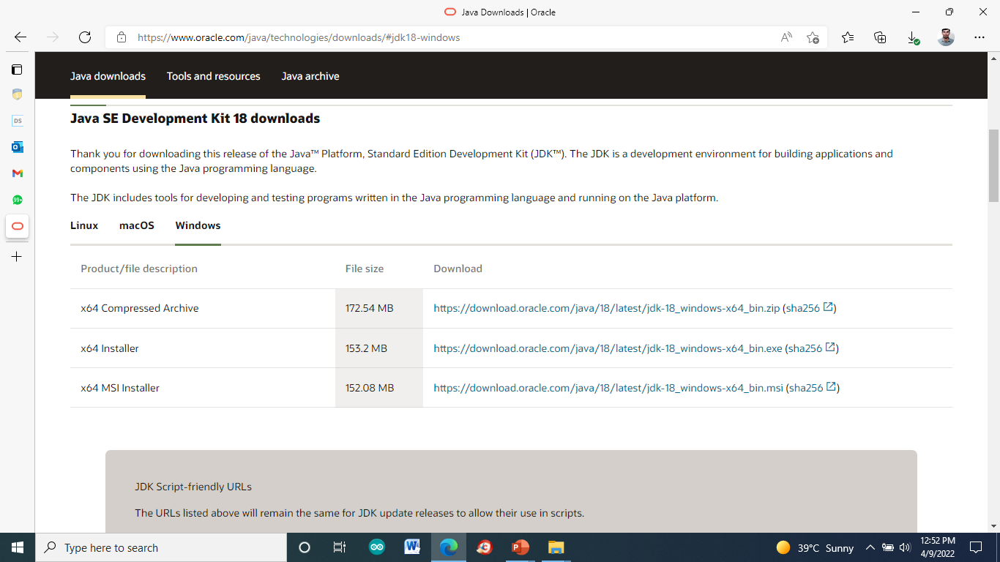 Java Downloads | Oracle
https://www.oracle.com/java/technologies/downloads/#jdk18-windows
Java downloads Tools and resources Java archive
Java SE Development Kit 18 downloads
Thank you for downloading this release of the Java™ Platform, Standard Edition Development Kit (JDK™). The JDK is a development environment for building applications and
components using the Java programming language.
The JDK includes tools for developing and testing programs written in the Java programming language and running on the Java platform.
Linux macOS Windows
Product/file description File size Download
x64 Compressed Archive 172.54 MB https://download.oracle.com/java/18/latest/jdk-18_windows-x64_bin.zip (sha256)
x64 Installer 153.2 MB https://download.oracle.com/java/18/latest/jdk-18_windows-x64_bin.exe (sha256)
x64 MSI Installer 152.08 MB https://download.oracle.com/java/18/latest/jdk-18_windows-x64_bin.msi (sha256)
JDK Script-friendly URLs
The URLs listed above will remain the same for JDK update releases to allow their use in scripts.
DS
99+
Type here to search
39°C Sunny
12:52 PM
4/9/2022